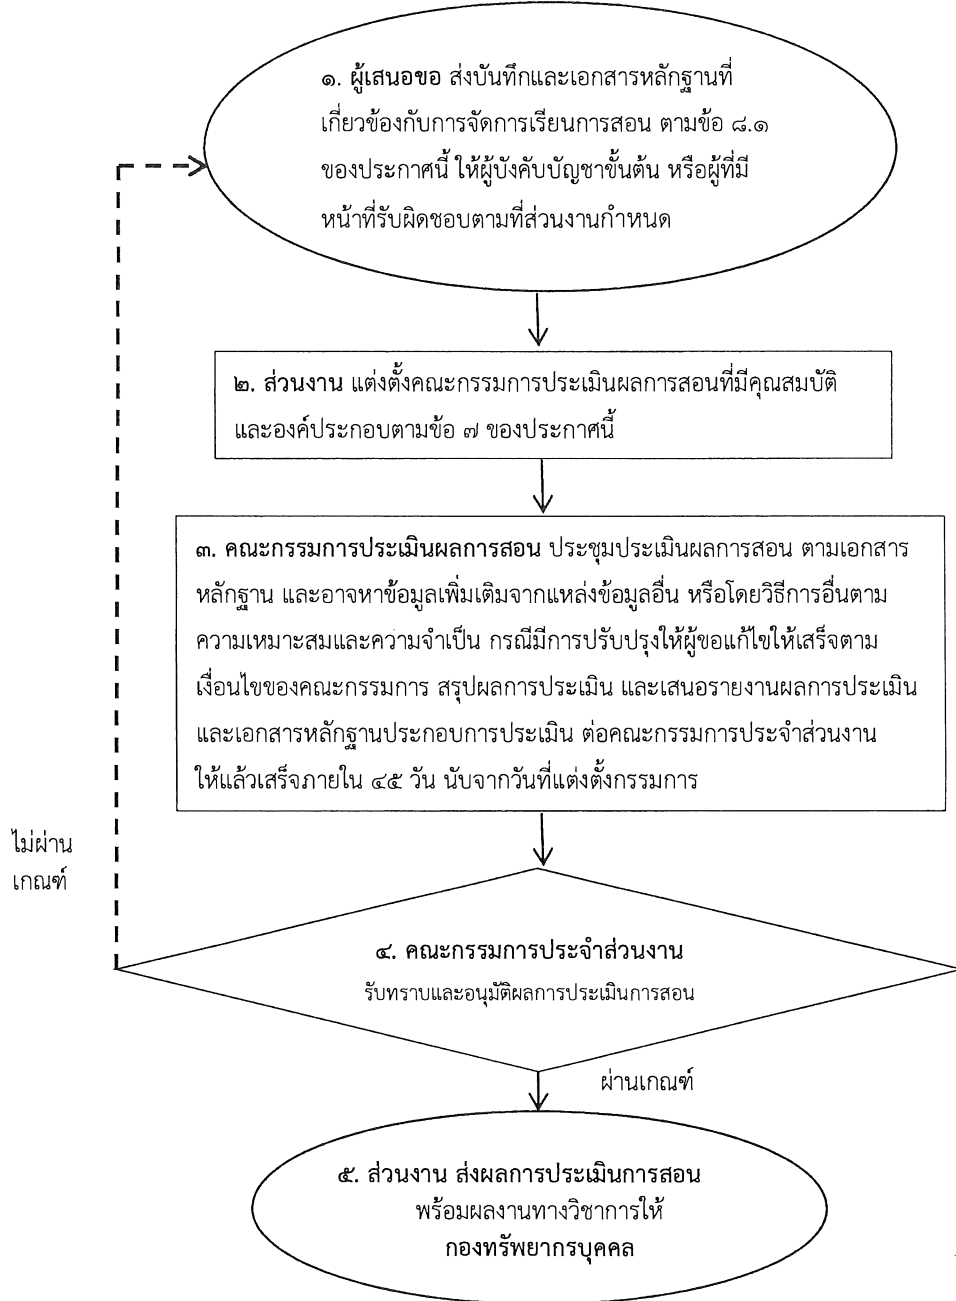 ๑. ผู้เสนอขอ ส่งบันทึกและเอกสารหลักฐานที่
เกี่ยวข้องกับการจัดการเรียนการสอน ตามข้อ ๘.๑
ของประกาศนี้ ให้ผู้บังคับบัญชาขั้นต้น หรือผู้ที่มี
หน้าที่รับผิดชอบตามที่ส่วนงานกำหนด
๒. ส่วนงาน แต่งตั้งคณะกรรมการประเมินผลการสอนที่มีคุณสมบัติ
และองค์ประกอบตามข้อ ๗ ของประกาศนี้
๓. คณะกรรมการประเมินผลการสอน ประชุมประเมินผลการสอน ตามเอกสาร
หลักฐาน และอาจหาข้อมูลเพิ่มเติมจากแหล่งข้อมูลอื่น หรือโดยวิธีการอื่นตาม
ความเหมาะสมและความจำเป็น กรณีมีการปรับปรุงให้ผู้ขอแก้ไขให้เสร็จตาม
เงื่อนไขของคณะกรรมการ สรุปผลการประเมิน และเสนอรายงานผลการประเมิน
และเอกสารหลักฐานประกอบการประเมิน ต่อคณะกรรมการประจำส่วนงาน
ให้แล้วเสร็จภายใน ๔๕ วัน นับจากวันที่แต่งตั้งกรรมการ
ไม่ผ่าน
เกณฑ์
๔. คณะกรรมการประจำส่วนงาน
รับทราบและอนุมัติผลการประเมินการสอน
ผ่านเกณฑ์
๕. ส่วนงาน ส่งผลการประเมินการสอน
พร้อมผลงานทางวิชาการให้
กองทรัพยากรบุคคล